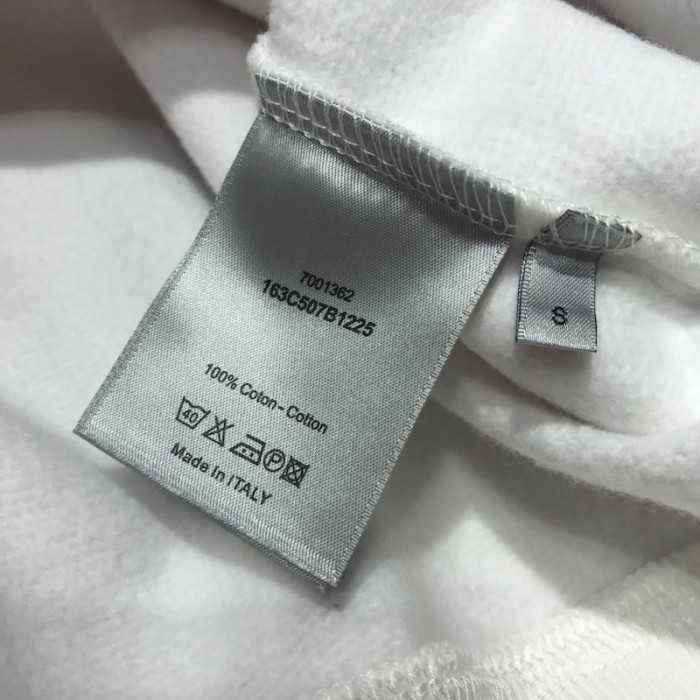 7001362
163C507B1225
100% Coton-Cotton
40
P
Made In ITALY
S